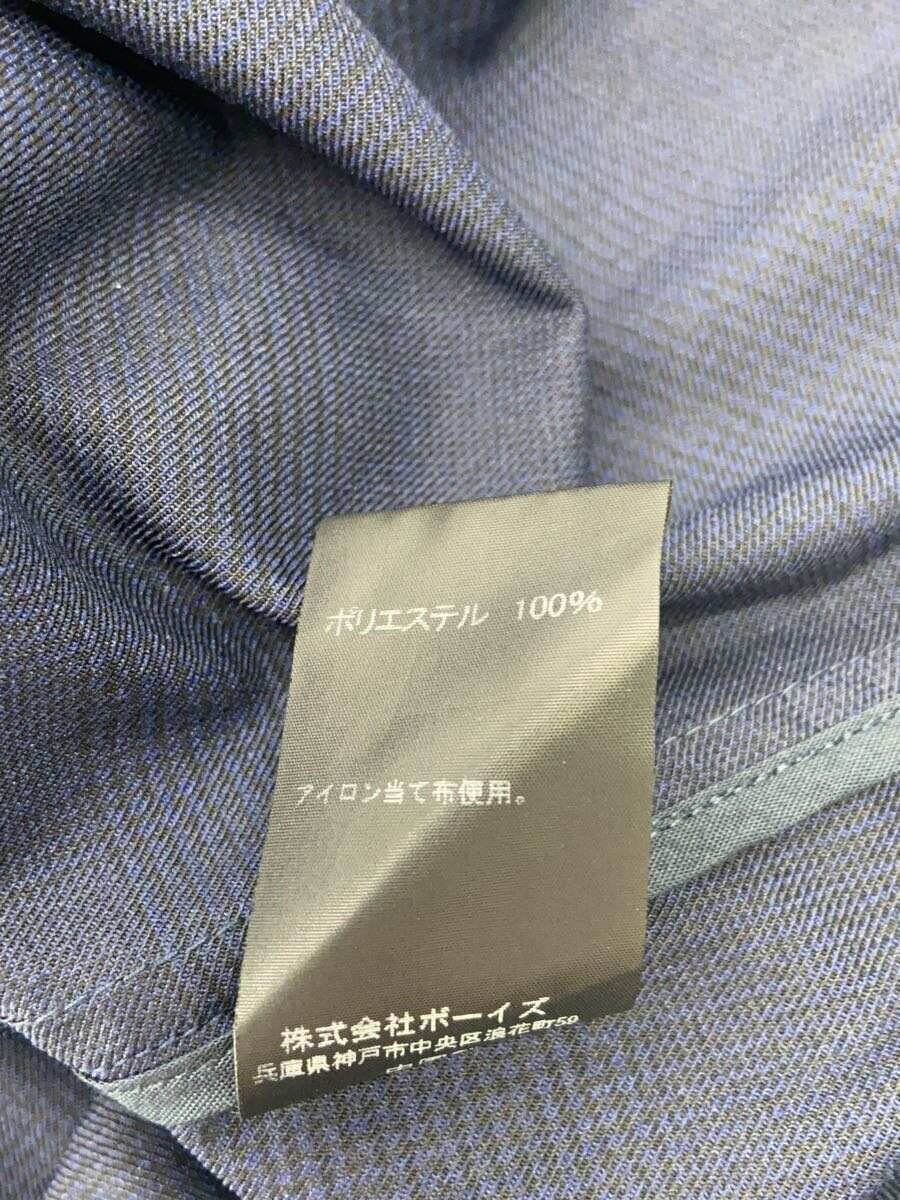 ポリエステル 100%
アイロン当て布使用。
株式会社ボーイズ
兵庫県神戸市中央区浪花町59